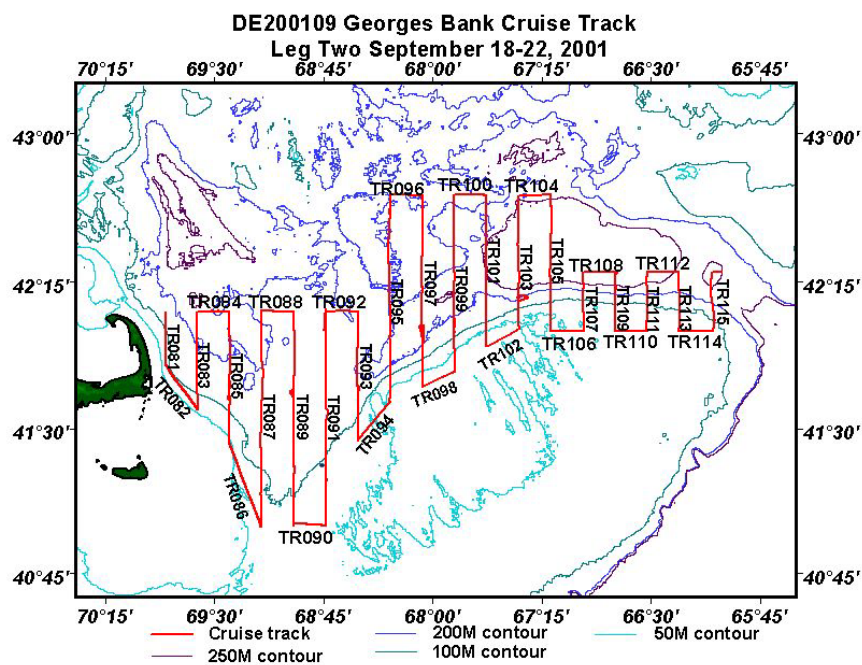 DE200109 Georges Bank Cruise Track
Leg Two September 18-22, 2001
70°15' 69°30' 68°45' 68°00' 67°15' 66°30' 65°45'
43°00' 43°00'
TR096 TR100 TR104
42°15' TR108 TR112 42°15'
TR084 TR088 TR092
TR081 TR083 TR085 TR087 TR089 TR091 TR093 TR095 TR097 TR099 TR101 TR103 TR105 TR107 TR109 TR111 TR113 TR115
TR106 TR110 TR114
TR102
TR082 TR098
41°30' TR094 41°30'
TR086
TR090
40°45' 40°45'
70°15' 69°30' 68°45' 68°00' 67°15' 66°30' 65°45'
Cruise track 200M contour 50M contour
250M contour 100M contour